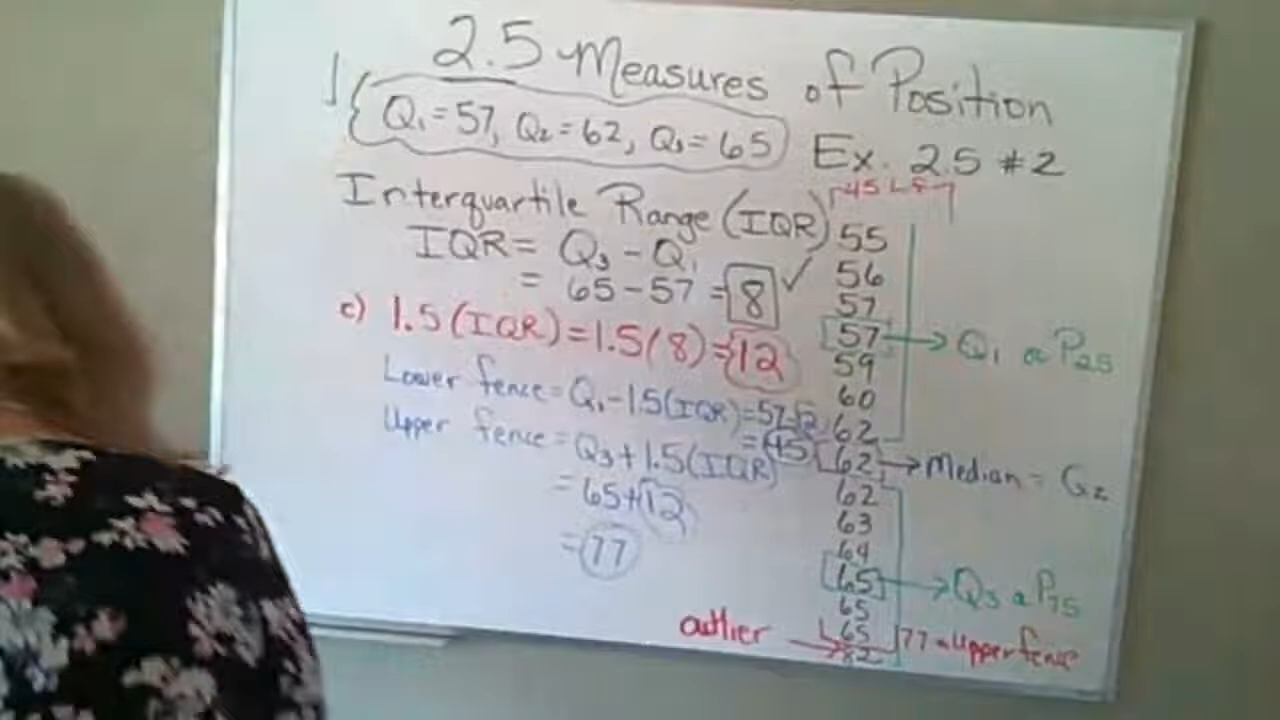 2.5 Measures of Position
Q₁ = 57, Q₂ = 62, Q₃ = 65
Ex. 2.5 #2
Interquartile Range (IQR)
IQR = Q₃ - Q₁
= 65 - 57 = 8 ✓
c) 1.5(IQR) = 1.5(8) = 12
Lower fence = Q₁ - 1.5(IQR) = 57 - 12
= 45
Upper fence = Q₃ + 1.5(IQR)
= 65 + 12
= 77
45
55
56
57
57 → Q₁ a P₂₅
59
60
62
62 → Median = Q₂
62
63
64
65 → Q₃ a P₇₅
65
65
77 = Upper fence
outlier → 82